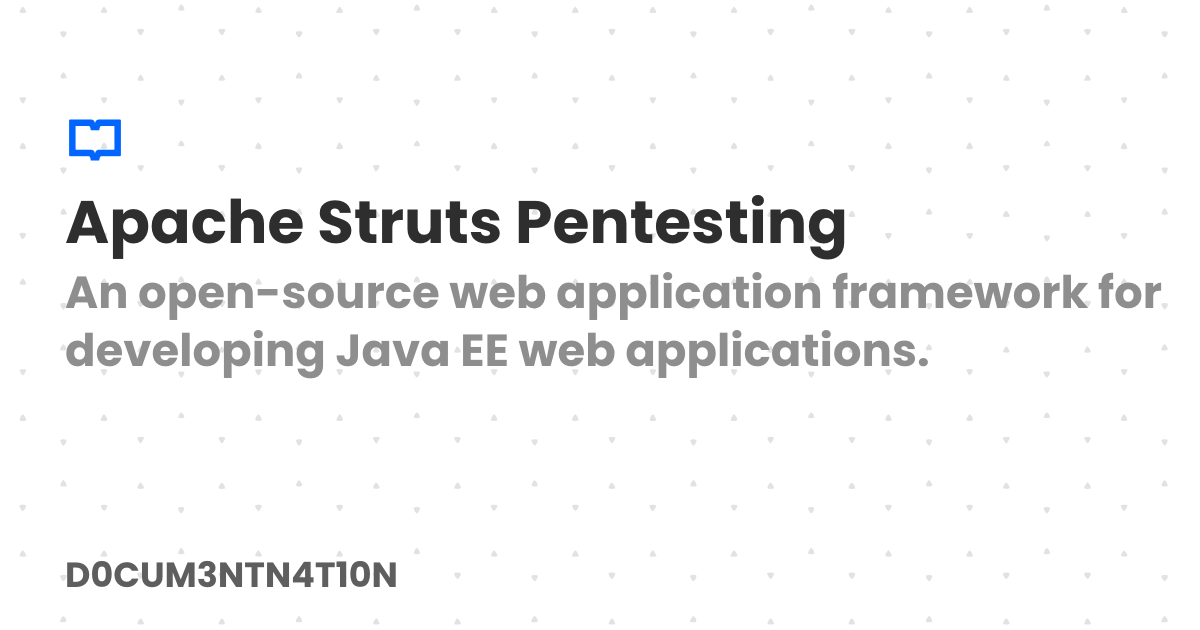 Apache Struts Pentesting
An open-source web application framework for
developing Java EE web applications.
D0CUM3NTN4T10N